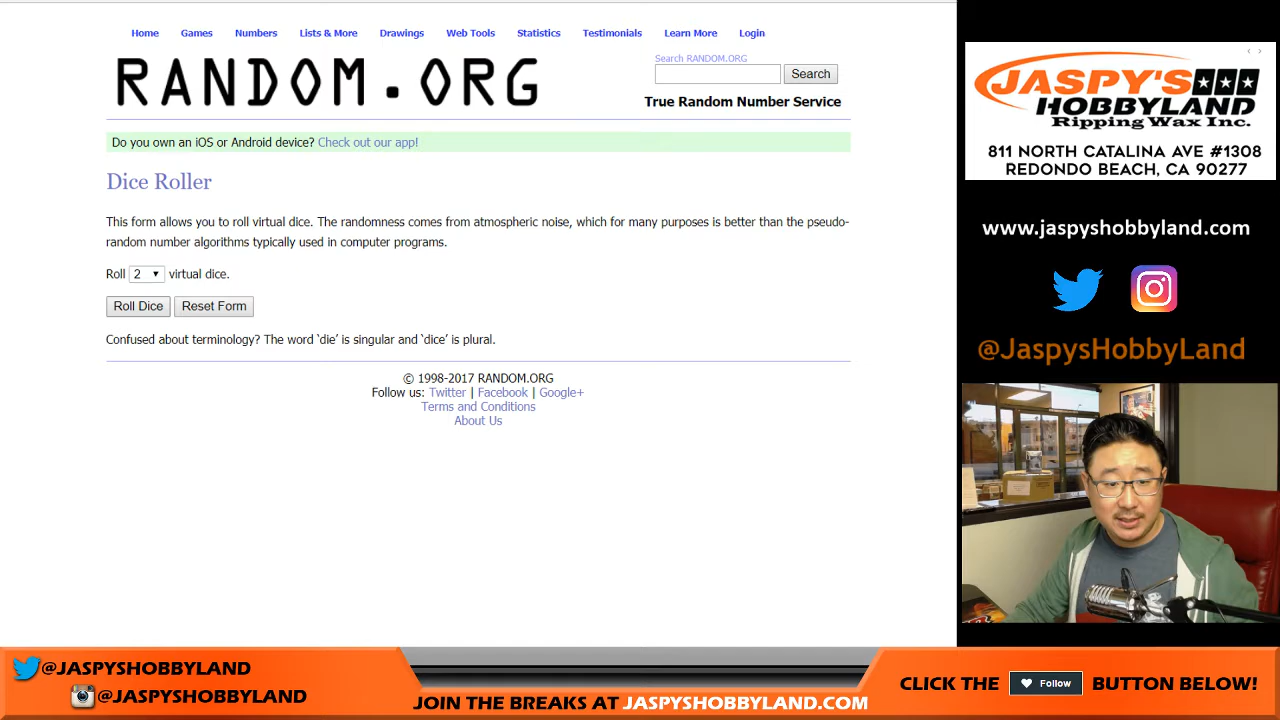 Home Games Numbers Lists & More Drawings Web Tools Statistics Testimonials Learn More Login
RANDOM.ORG
Search RANDOM.ORG
Search
True Random Number Service
Do you own an iOS or Android device? Check out our app!
Dice Roller
This form allows you to roll virtual dice. The randomness comes from atmospheric noise, which for many purposes is better than the pseudo-
random number algorithms typically used in computer programs.
Roll 2 virtual dice.
Roll Dice Reset Form
Confused about terminology? The word ‘die’ is singular and ‘dice’ is plural.
© 1998-2017 RANDOM.ORG
Follow us: Twitter | Facebook | Google+
Terms and Conditions
About Us
JASPY'S
HOBBYLAND
Ripping Wax Inc.
811 NORTH CATALINA AVE #1308
REDONDO BEACH, CA 90277
www.jaspyshobbyland.com
@JaspysHobbyLand
@JASPYSHOBBYLAND
@JASPYSHOBBYLAND
JOIN THE BREAKS AT JASPYSHOBBYLAND.COM
CLICK THE Follow BUTTON BELOW!